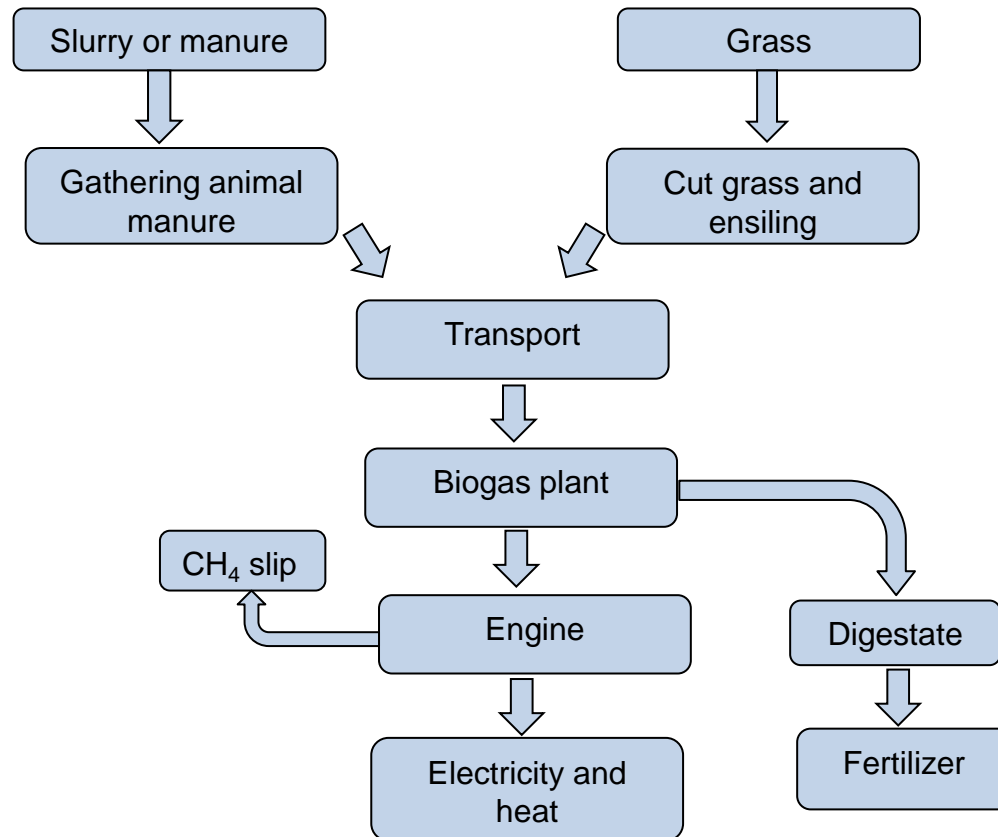 Slurry or manure
Grass
Gathering animal
manure
Cut grass and
ensiling
Transport
Biogas plant
CH₄ slip
Engine
Digestate
Electricity and
heat
Fertilizer